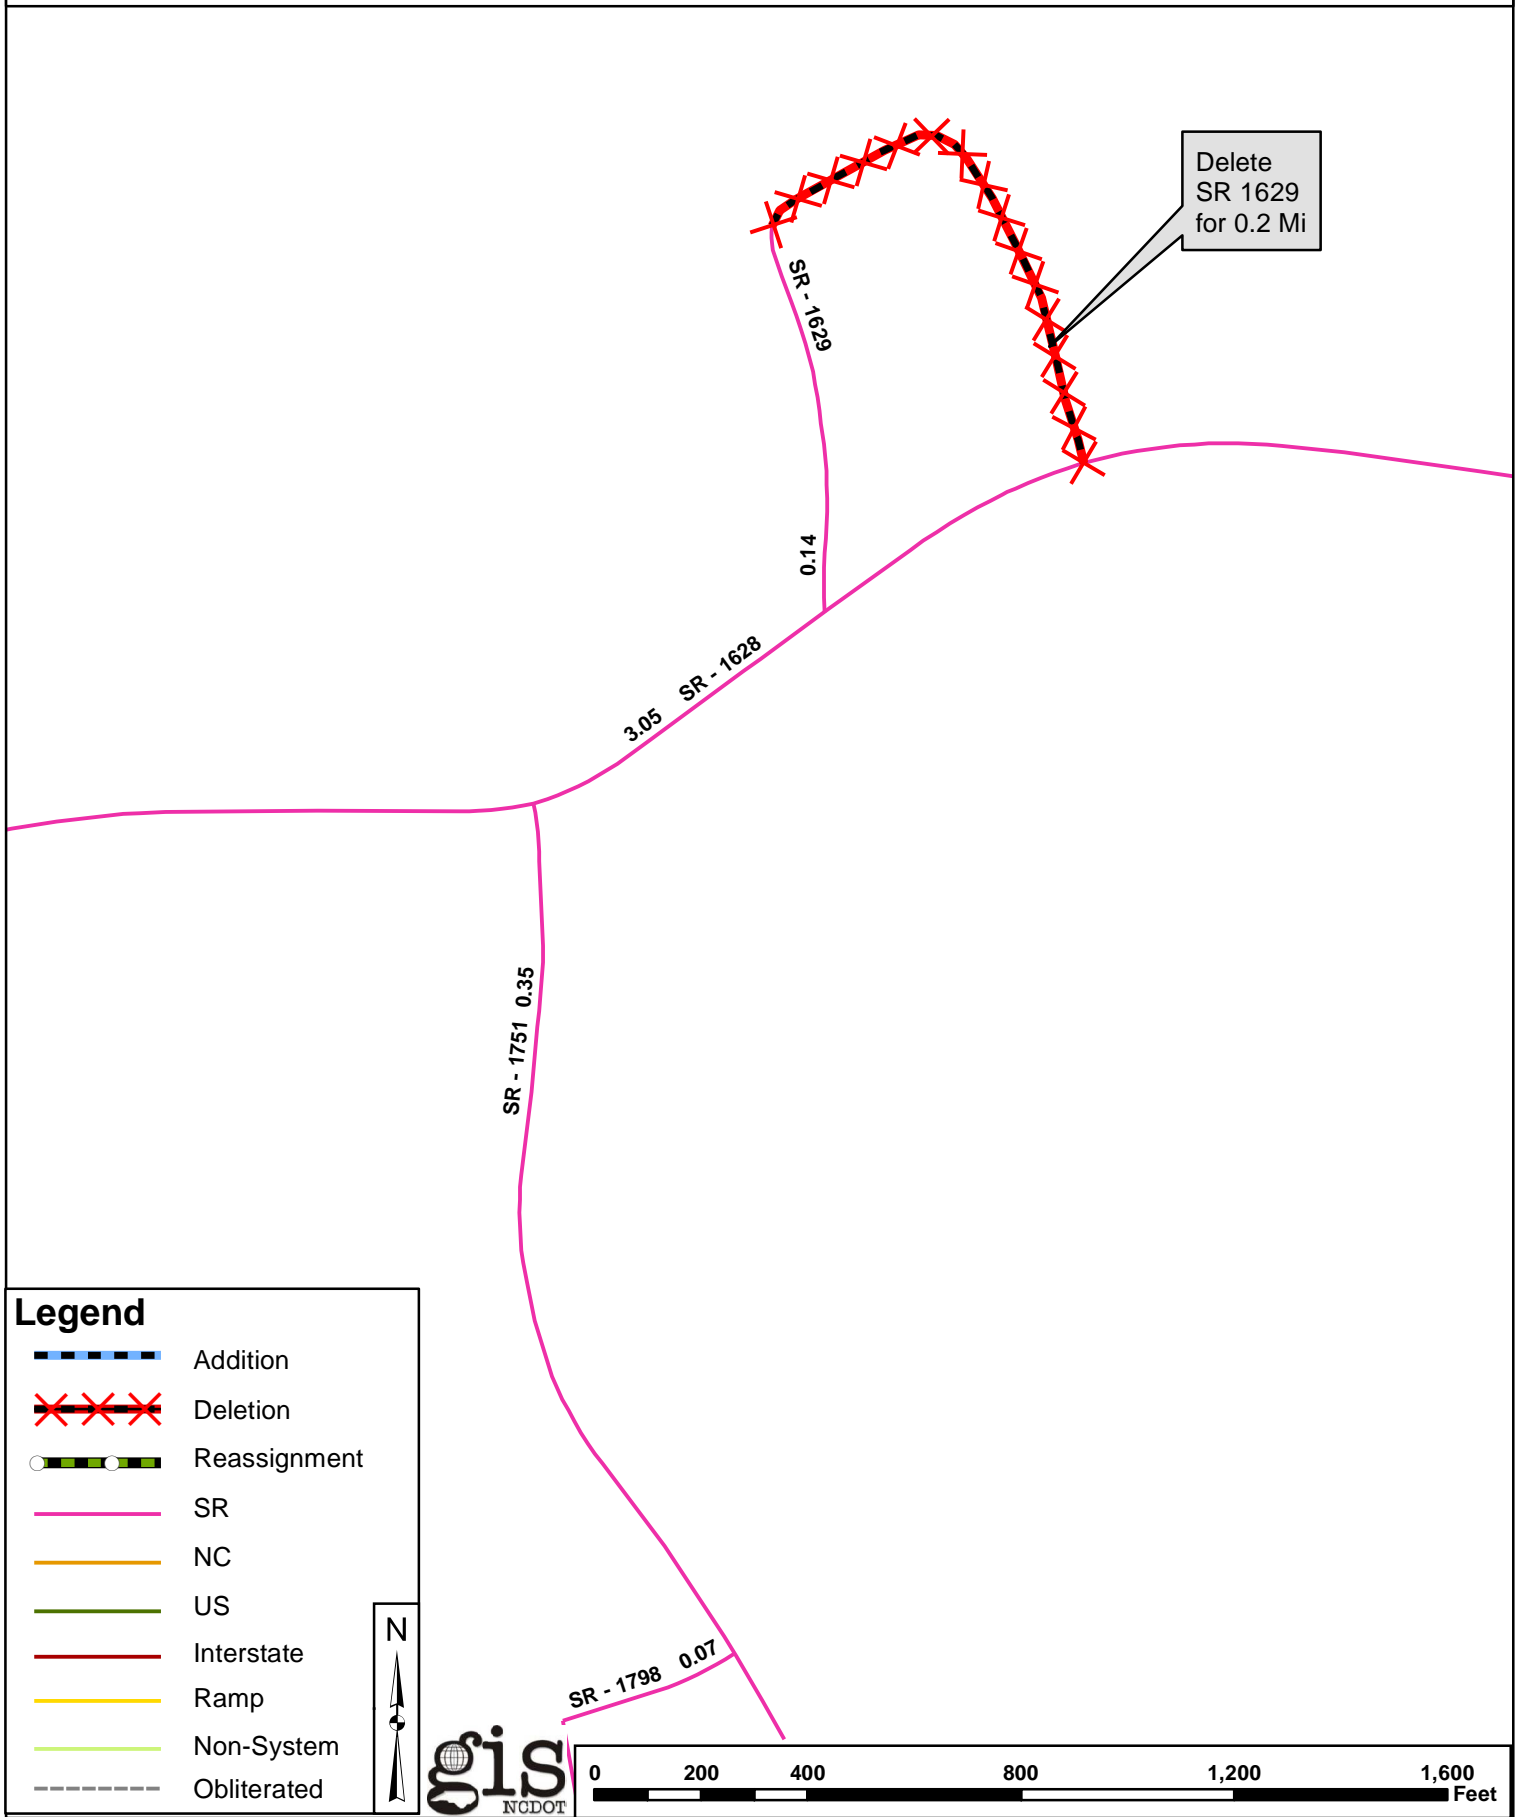 Delete
SR 1629
for 0.2 Mi
SR - 1629
0.14
3.05 SR - 1628
SR - 1751 0.35
SR - 1798 0.07
Legend
Addition
Deletion
Reassignment
SR
NC
US
Interstate
Ramp
Non-System
Obliterated
N
gis
NCDOT
0 200 400 800 1,200 1,600
Feet